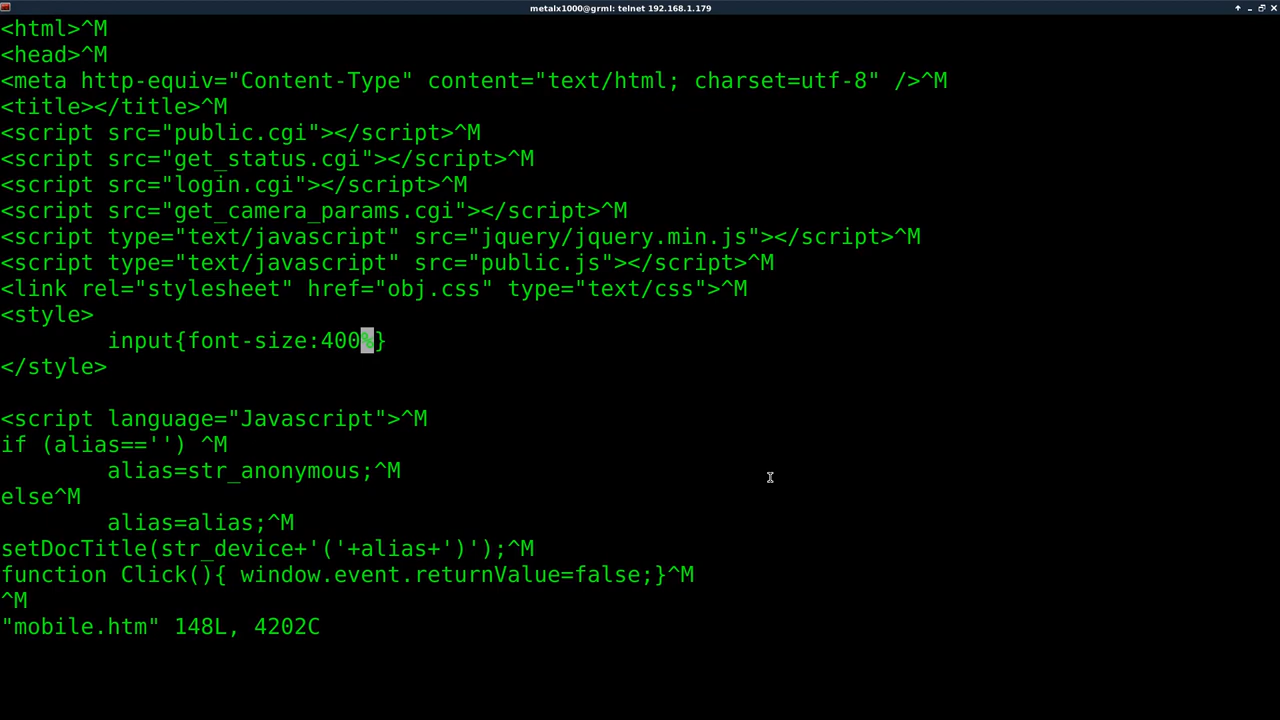 metalx1000@grml: telnet 192.168.1.179
<html>^M
<head>^M
<meta http-equiv="Content-Type" content="text/html; charset=utf-8" />^M
<title></title>^M
<script src="public.cgi"></script>^M
<script src="get_status.cgi"></script>^M
<script src="login.cgi"></script>^M
<script src="get_camera_params.cgi"></script>^M
<script type="text/javascript" src="jquery/jquery.min.js"></script>^M
<script type="text/javascript" src="public.js"></script>^M
<link rel="stylesheet" href="obj.css" type="text/css">^M
<style>
        input{font-size:400%}
</style>

<script language="Javascript">^M
if (alias=='') ^M
        alias=str_anonymous;^M
else^M
        alias=alias;^M
setDocTitle(str_device+'('+alias+')');^M
function Click(){ window.event.returnValue=false;}^M
^M
"mobile.htm" 148L, 4202C